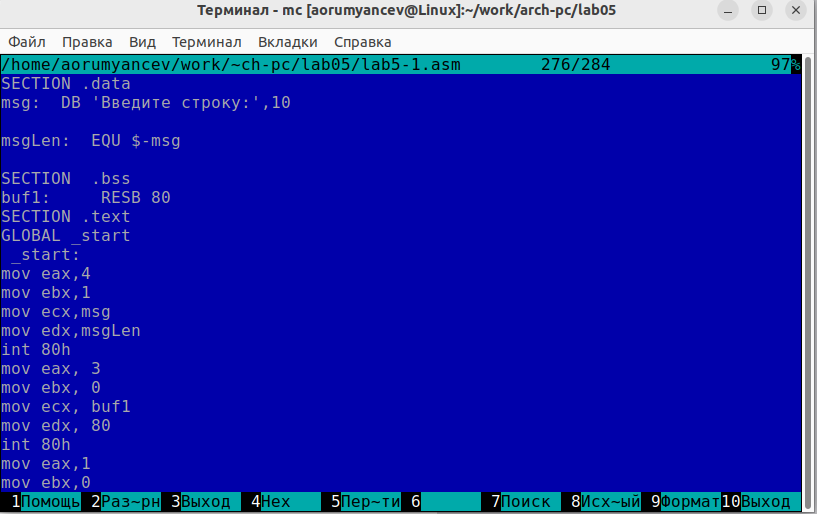 Терминал - mc [aorumyancev@Linux]:~/work/arch-pc/lab05
Файл Правка Вид Терминал Вкладки Справка
/home/aorumyancev/work/~ch-pc/lab05/lab5-1.asm 276/284 97%
SECTION .data
msg: DB 'Введите строку:',10
msgLen: EQU $-msg
SECTION .bss
buf1: RESB 80
SECTION .text
GLOBAL _start
_start:
mov eax,4
mov ebx,1
mov ecx,msg
mov edx,msgLen
int 80h
mov eax, 3
mov ebx, 0
mov ecx, buf1
mov edx, 80
int 80h
mov eax,1
mov ebx,0
1Помощь 2Раз~рн 3Выход 4Hex 5Пер~ти 6 7Поиск 8Исх~ый 9Формат 10Выход